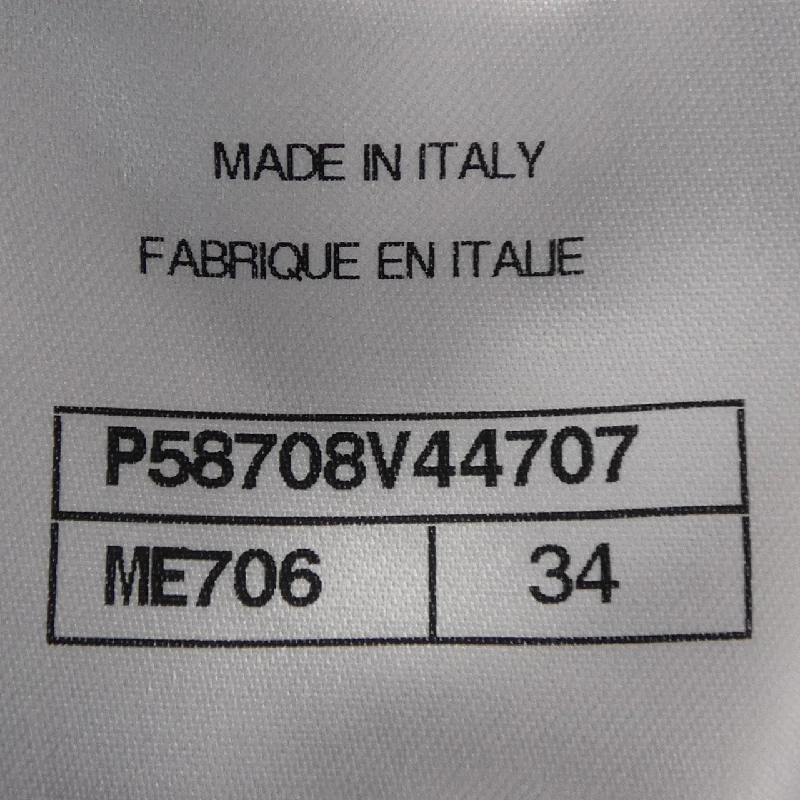 MADE IN ITALY
FABRIQUE EN ITALIE
P58708V44707
ME706 34